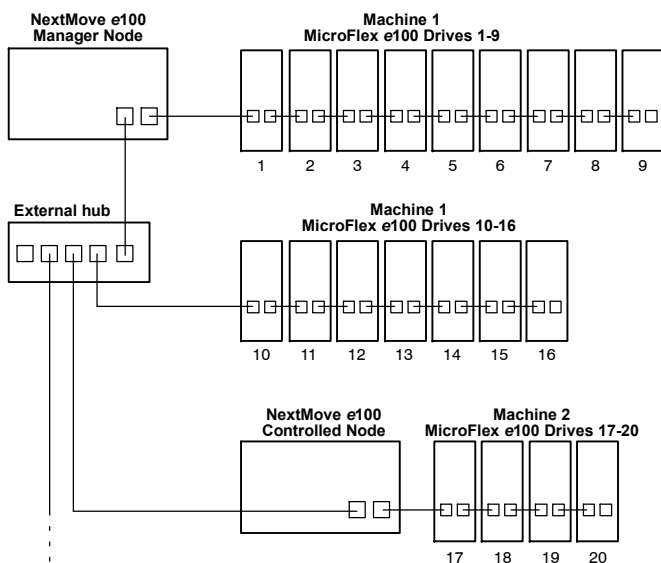 NextMove e100
Manager Node
Machine 1
MicroFlex e100 Drives 1-9
1 2 3 4 5 6 7 8 9
External hub
Machine 1
MicroFlex e100 Drives 10-16
10 11 12 13 14 15 16
NextMove e100
Controlled Node
Machine 2
MicroFlex e100 Drives 17-20
17 18 19 20